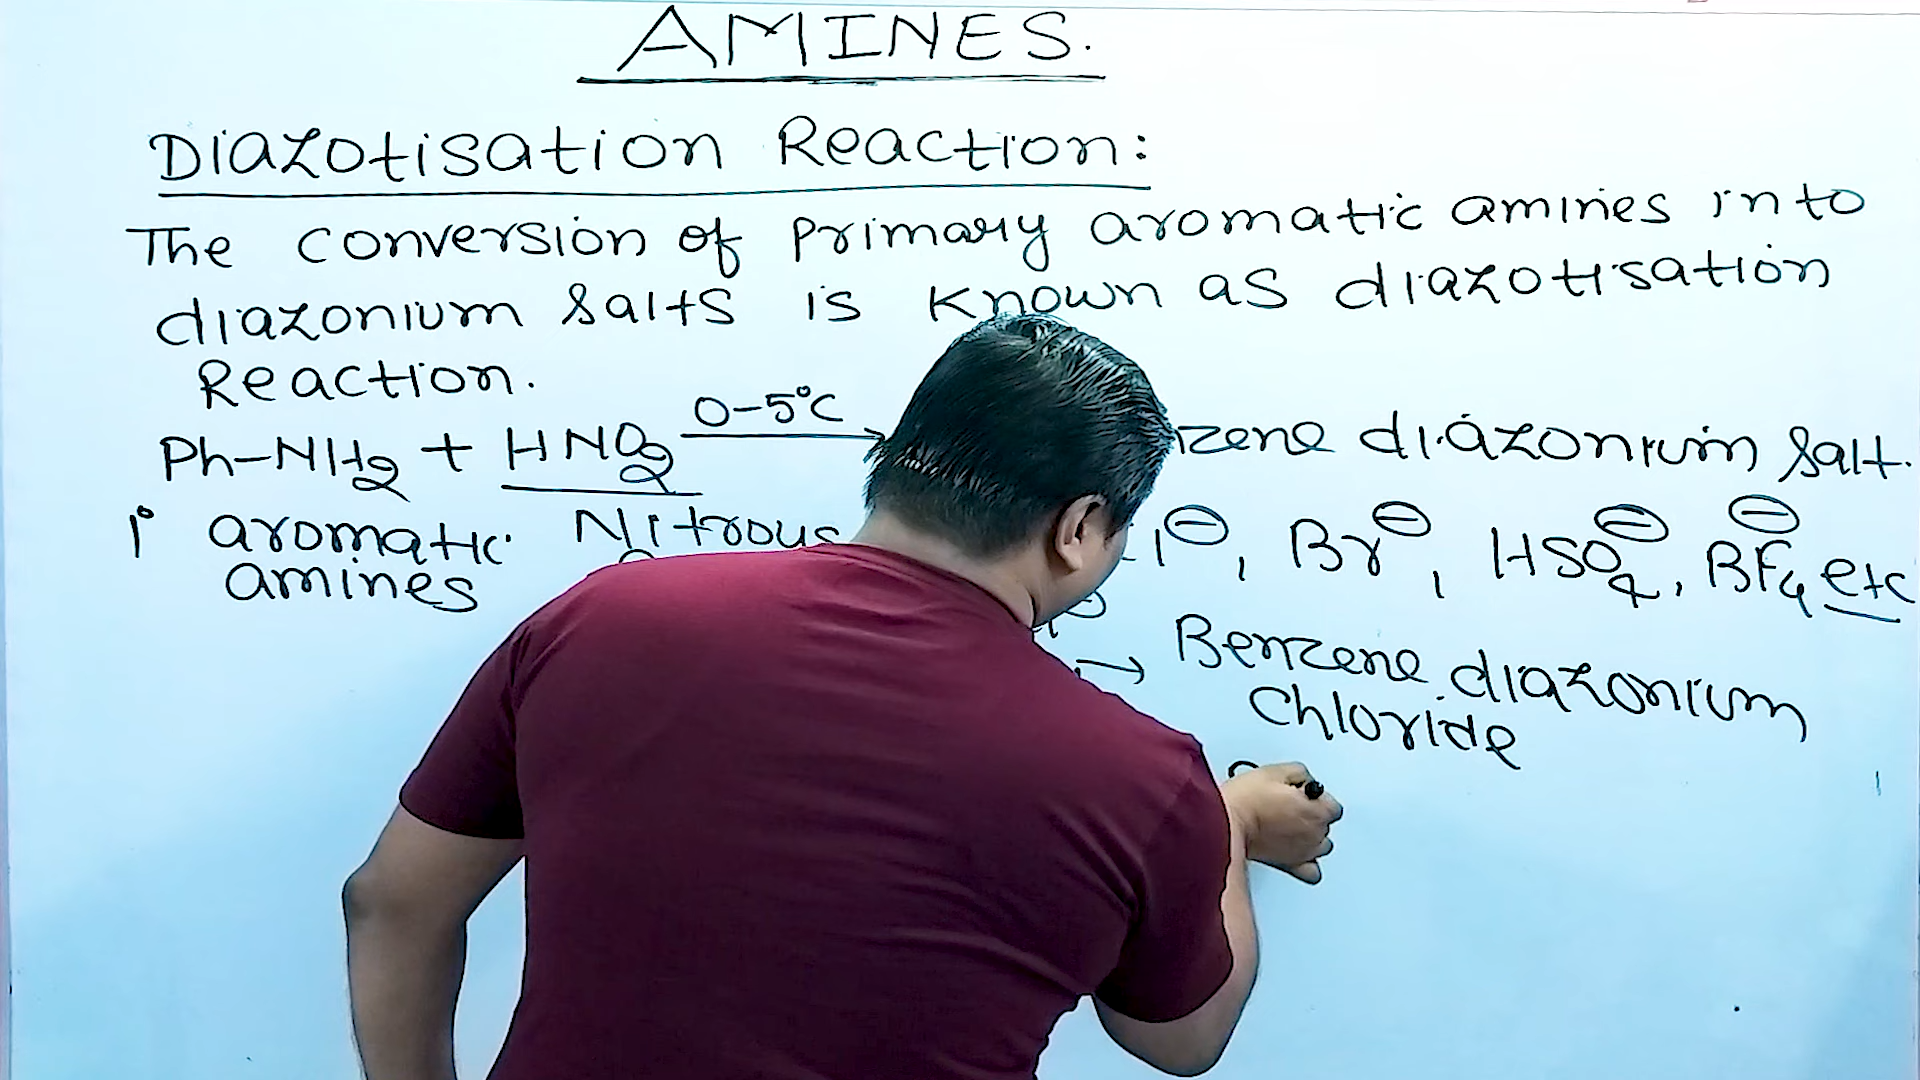 AMINES.
Diazotisation Reaction:
The conversion of primary aromatic amines into
diazonium salts is known as diazotisation
Reaction.
Ph-NH2 + HNO2 0-5°C → diazonium salt.
1° aromatic Nitrous l⊖, Br⊖, HSO4⊖, BF4⊖ etc
amines
→ Benzene diazonium
chloride